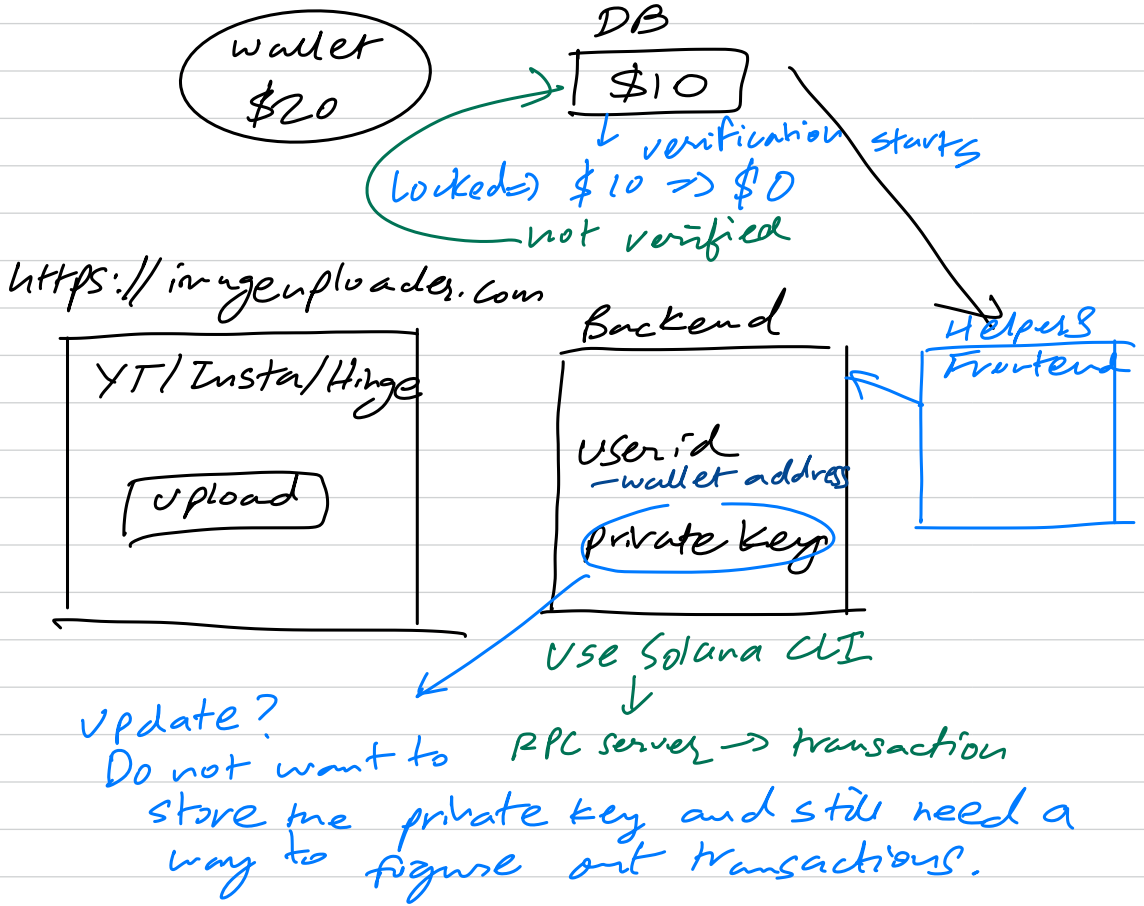 DB
wallet
$20
$10
verification
starts
Locked=) $10 => $0
not verified
https://imageuploader.com
Backend
Helpers
Frontend
YT/Insta/Hinge
upload
user id
-wallet address
private key
Use Solana CLI
update?
RPC server -> transaction
Do not want to
store the private key and still need a
way to figure out transactions.